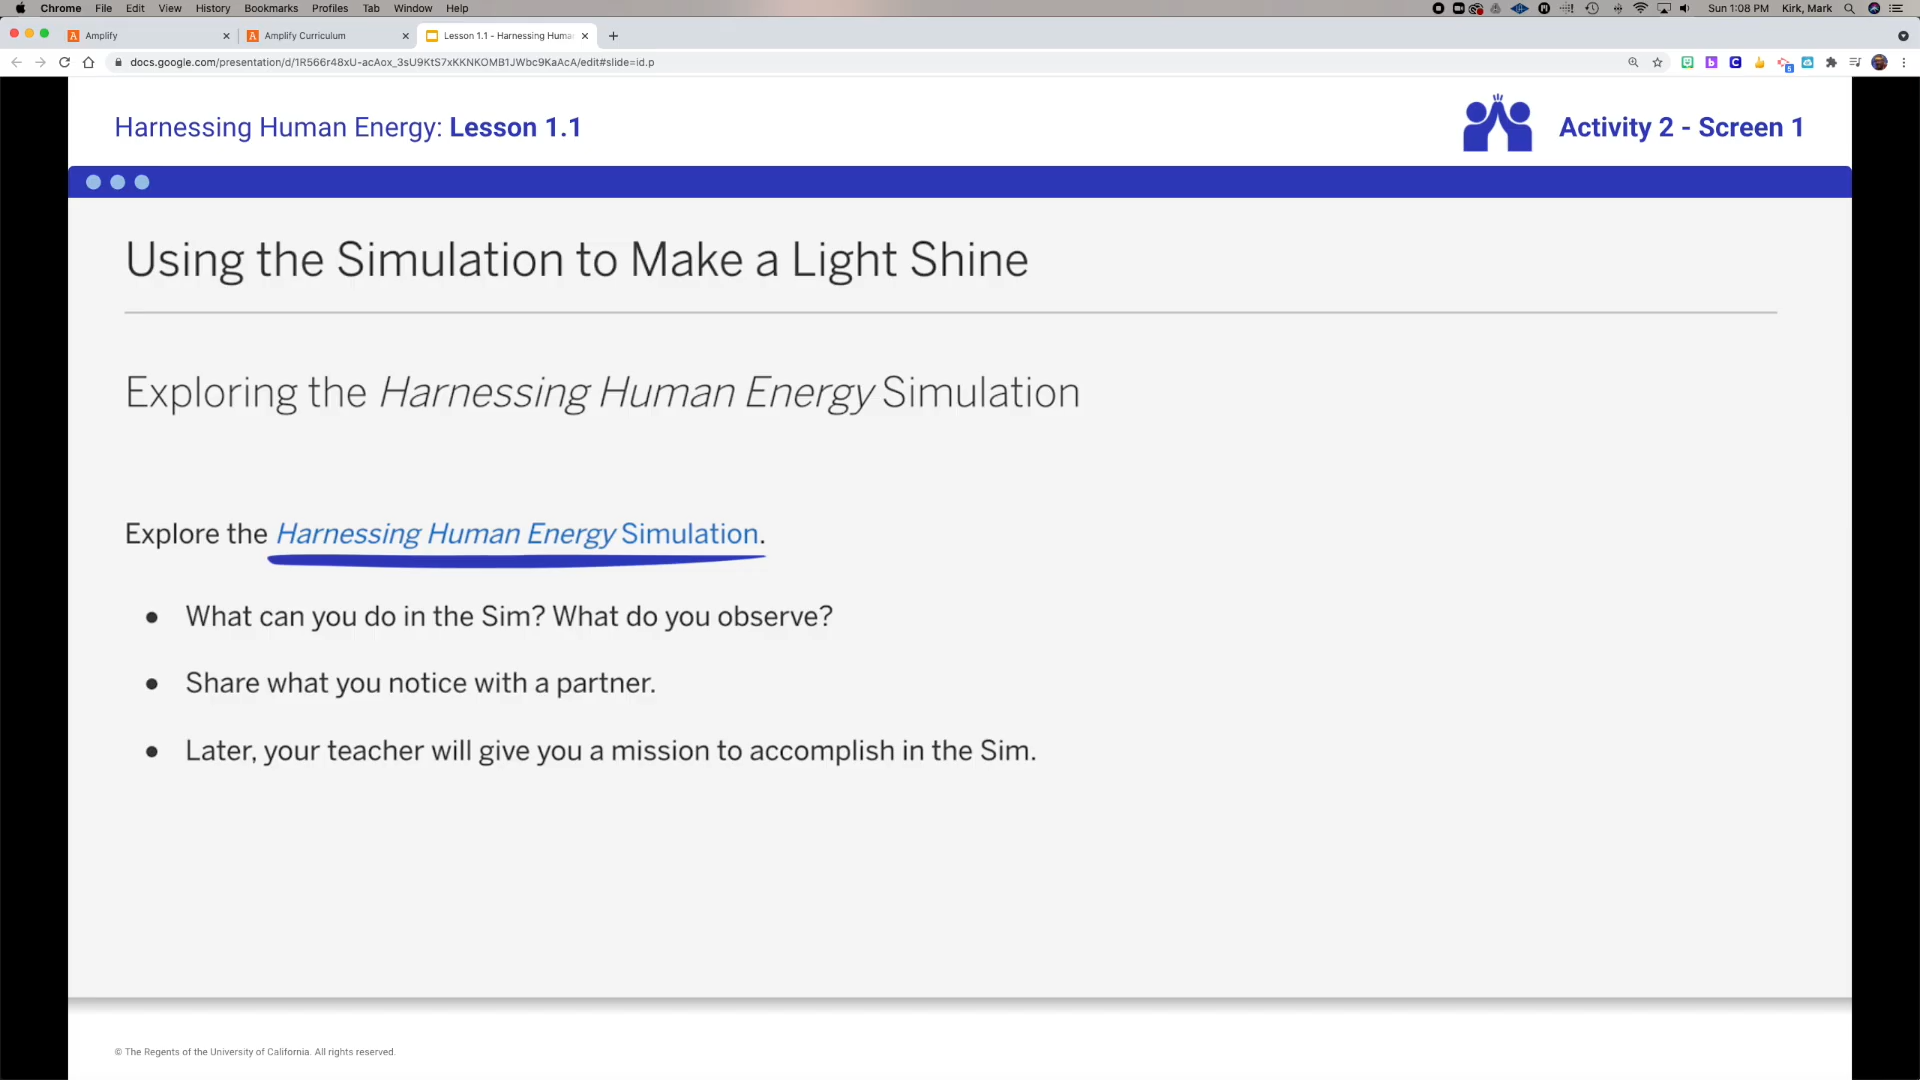 Chrome File Edit View History Bookmarks Profiles Tab Window Help Sun 1:08 PM Kirk, Mark
Amplify Amplify Curriculum Lesson 1.1 - Harnessing Huma
docs.google.com/presentation/d/1R566r48xU-acAox_3sU9KtS7xKKNKOMB1JWbc9KaAcA/edit#slide=id.p
Harnessing Human Energy: Lesson 1.1
Activity 2 - Screen 1
Using the Simulation to Make a Light Shine
Exploring the Harnessing Human Energy Simulation
Explore the Harnessing Human Energy Simulation.
● What can you do in the Sim? What do you observe?
● Share what you notice with a partner.
● Later, your teacher will give you a mission to accomplish in the Sim.
© The Regents of the University of California. All rights reserved.